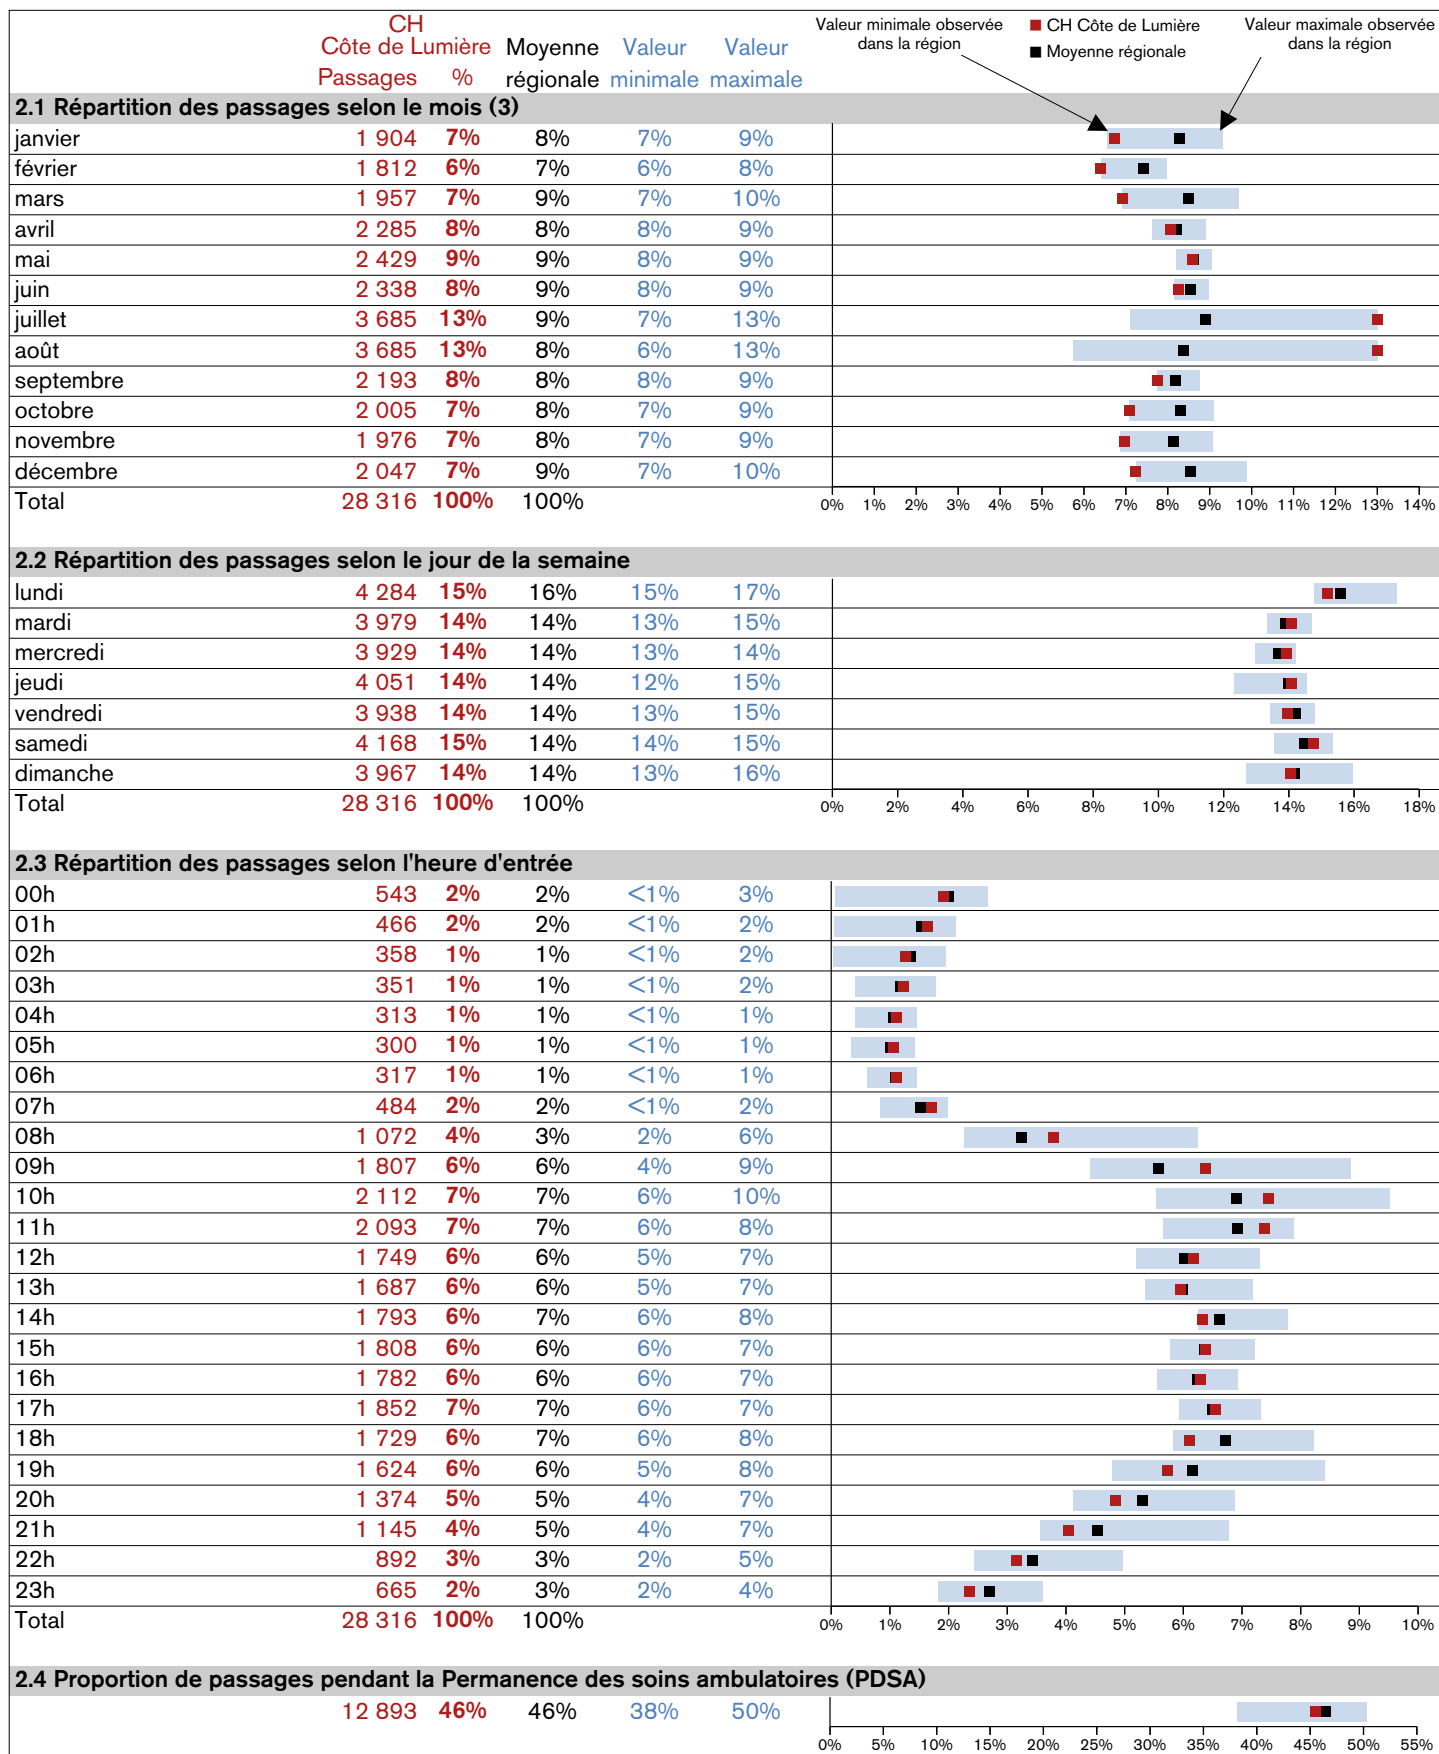 CH
Côte de Lumière Moyenne Valeur Valeur
Passages % régionale minimale maximale
Valeur minimale observée
dans la région
CH Côte de Lumière
Moyenne régionale
Valeur maximale observée
dans la région
2.1 Répartition des passages selon le mois (3)
janvier 1 904 7% 8% 7% 9%
février 1 812 6% 7% 6% 8%
mars 1 957 7% 9% 7% 10%
avril 2 285 8% 8% 8% 9%
mai 2 429 9% 9% 8% 9%
juin 2 338 8% 9% 8% 9%
juillet 3 685 13% 9% 7% 13%
août 3 685 13% 8% 6% 13%
septembre 2 193 8% 8% 8% 9%
octobre 2 005 7% 8% 7% 9%
novembre 1 976 7% 8% 7% 9%
décembre 2 047 7% 9% 7% 10%
Total 28 316 100% 100%
0% 1% 2% 3% 4% 5% 6% 7% 8% 9% 10% 11% 12% 13% 14%
2.2 Répartition des passages selon le jour de la semaine
lundi 4 284 15% 16% 15% 17%
mardi 3 979 14% 14% 13% 15%
mercredi 3 929 14% 14% 13% 14%
jeudi 4 051 14% 14% 12% 15%
vendredi 3 938 14% 14% 13% 15%
samedi 4 168 15% 14% 14% 15%
dimanche 3 967 14% 14% 13% 16%
Total 28 316 100% 100%
0% 2% 4% 6% 8% 10% 12% 14% 16% 18%
2.3 Répartition des passages selon l'heure d'entrée
00h 543 2% 2% <1% 3%
01h 466 2% 2% <1% 2%
02h 358 1% 1% <1% 2%
03h 351 1% 1% <1% 2%
04h 313 1% 1% <1% 1%
05h 300 1% 1% <1% 1%
06h 317 1% 1% <1% 1%
07h 484 2% 2% <1% 2%
08h 1 072 4% 3% 2% 6%
09h 1 807 6% 6% 4% 9%
10h 2 112 7% 7% 6% 10%
11h 2 093 7% 7% 6% 8%
12h 1 749 6% 6% 5% 7%
13h 1 687 6% 6% 5% 7%
14h 1 793 6% 7% 6% 8%
15h 1 808 6% 6% 6% 7%
16h 1 782 6% 6% 6% 7%
17h 1 852 7% 7% 6% 7%
18h 1 729 6% 7% 6% 8%
19h 1 624 6% 6% 5% 8%
20h 1 374 5% 5% 4% 7%
21h 1 145 4% 5% 4% 7%
22h 892 3% 3% 2% 5%
23h 665 2% 3% 2% 4%
Total 28 316 100% 100%
0% 1% 2% 3% 4% 5% 6% 7% 8% 9% 10%
2.4 Proportion de passages pendant la Permanence des soins ambulatoires (PDSA)
12 893 46% 46% 38% 50%
0% 5% 10% 15% 20% 25% 30% 35% 40% 45% 50% 55%